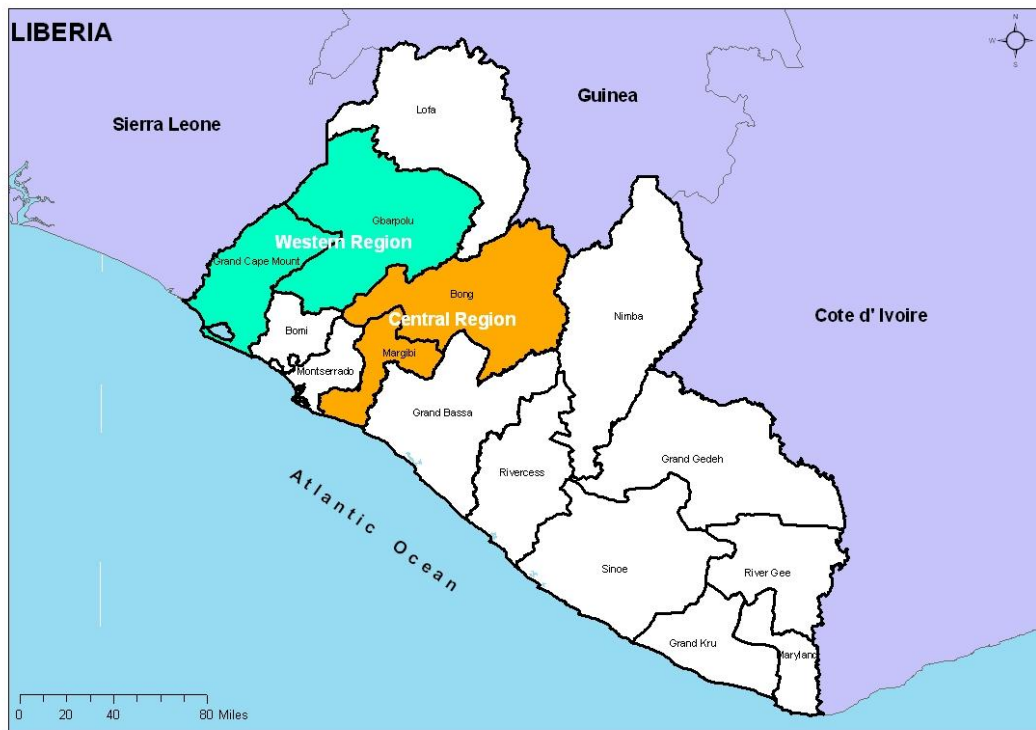 LIBERIA
N
W
E
S
Guinea
Lofa
Sierra Leone
Gbarpolu
Western Region
Grand Cape Mount
Bong
Nimba
Cote d' Ivoire
Central Region
Bomi
Margibi
Montserrado
Grand Bassa
Grand Gedeh
Rivercess
Atlantic Ocean
Sinoe
River Gee
Grand Kru
Maryland
0 20 40 80 Miles